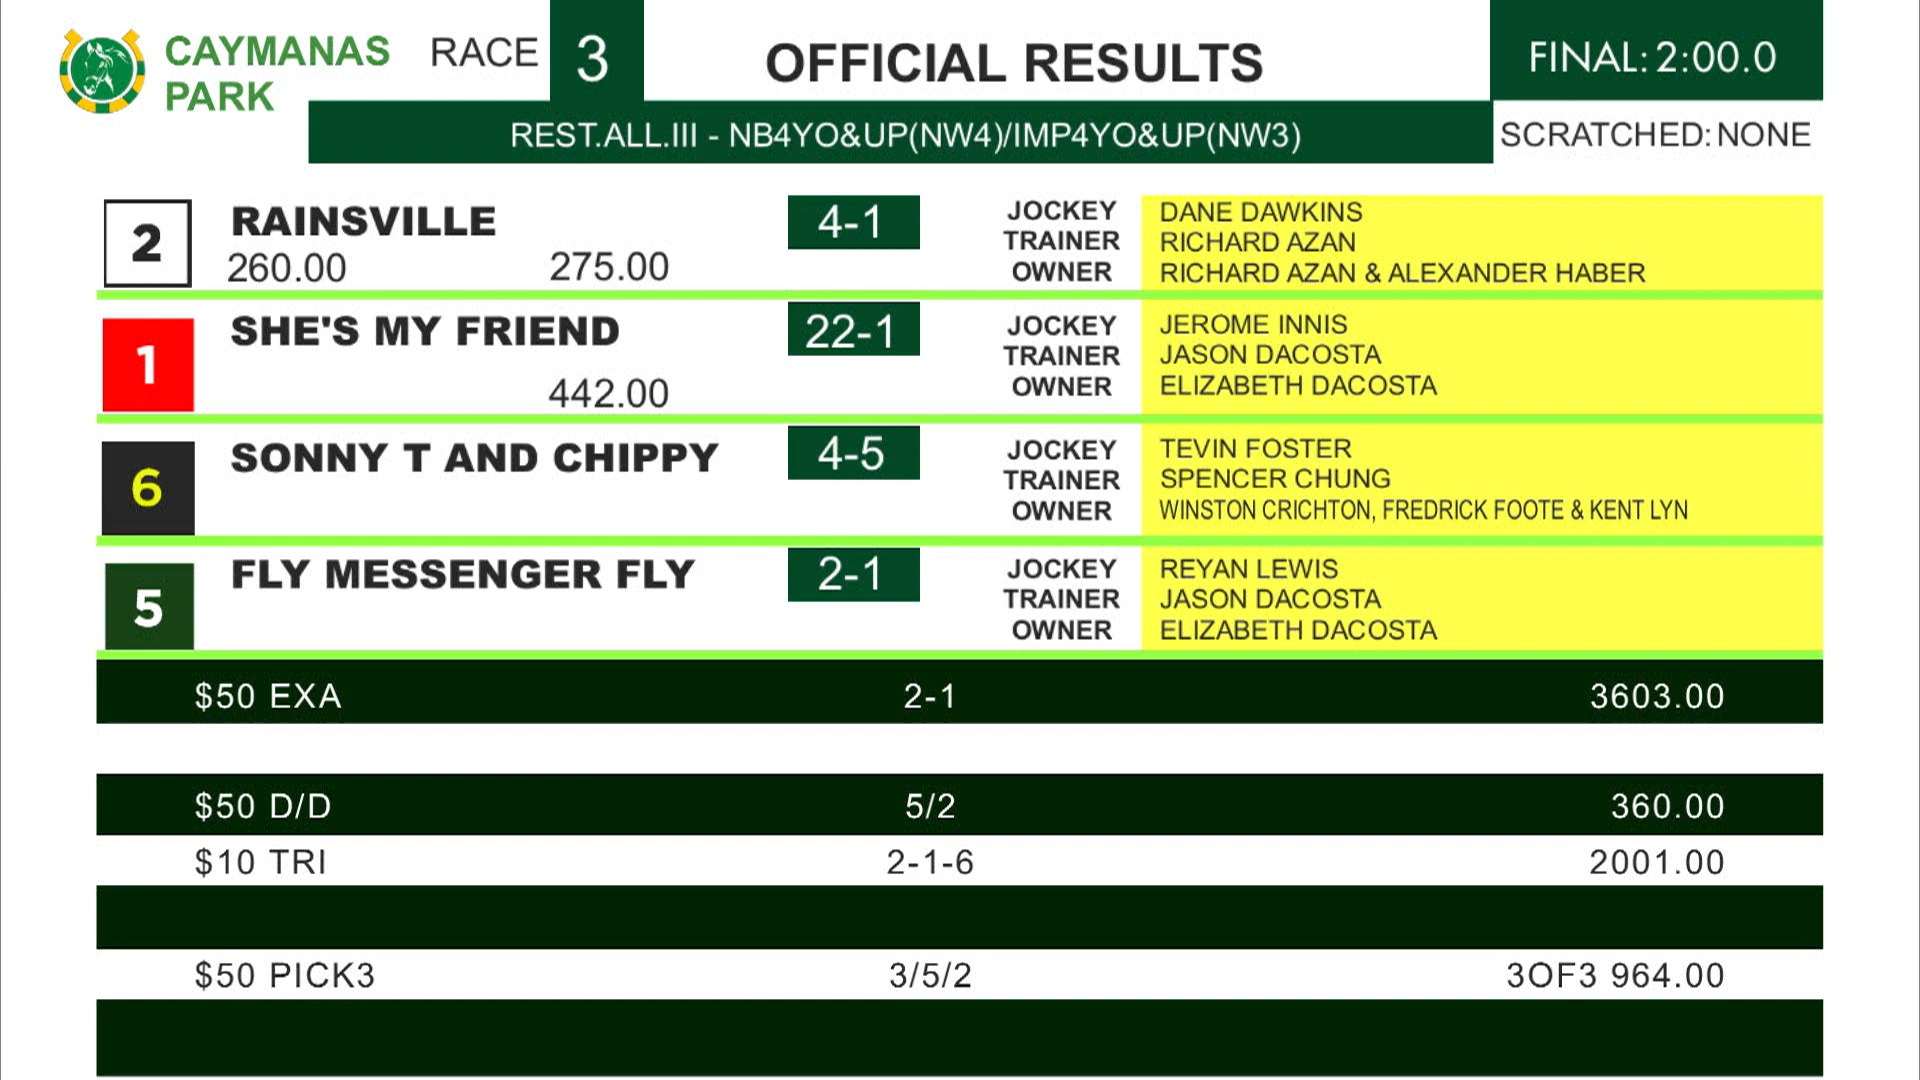 CAYMANAS PARK
RACE 3
OFFICIAL RESULTS
FINAL: 2:00.0
REST.ALL.III - NB4YO&UP(NW4)/IMP4YO&UP(NW3)
SCRATCHED: NONE
2 RAINSVILLE 4-1
260.00 275.00
JOCKEY DANE DAWKINS
TRAINER RICHARD AZAN
OWNER RICHARD AZAN & ALEXANDER HABER
1 SHE'S MY FRIEND 22-1
442.00
JOCKEY JEROME INNIS
TRAINER JASON DACOSTA
OWNER ELIZABETH DACOSTA
6 SONNY T AND CHIPPY 4-5
JOCKEY TEVIN FOSTER
TRAINER SPENCER CHUNG
OWNER WINSTON CRICHTON, FREDRICK FOOTE & KENT LYN
5 FLY MESSENGER FLY 2-1
JOCKEY REYAN LEWIS
TRAINER JASON DACOSTA
OWNER ELIZABETH DACOSTA
$50 EXA 2-1 3603.00
$50 D/D 5/2 360.00
$10 TRI 2-1-6 2001.00
$50 PICK3 3/5/2 3OF3 964.00